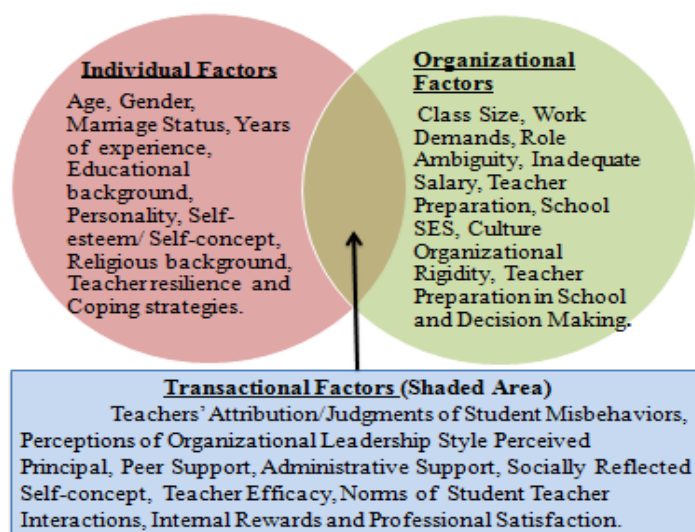 Individual Factors
Age, Gender,
Marriage Status, Years
of experience,
Educational
background,
Personality, Self-
esteem/ Self-concept,
Religious background,
Teacher resilience and
Coping strategies.
Organizational
Factors
Class Size, Work
Demands, Role
Ambiguity, Inadequate
Salary, Teacher
Preparation, School
SES, Culture
Organizational
Rigidity, Teacher
Preparation in School
and Decision Making.
Transactional Factors (Shaded Area)
Teachers' Attribution/Judgments of Student Misbehaviors,
Perceptions of Organizational Leadership Style Perceived
Principal, Peer Support, Administrative Support, Socially Reflected
Self-concept, Teacher Efficacy, Norms of Student Teacher
Interactions, Internal Rewards and Professional Satisfaction.